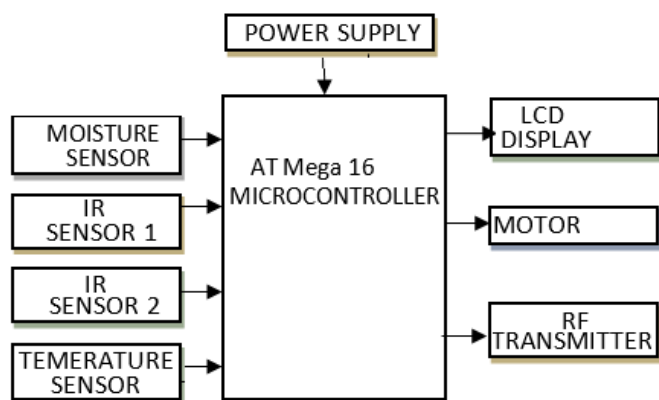 POWER SUPPLY
MOISTURE
SENSOR
IR
SENSOR 1
IR
SENSOR 2
TEMERATURE
SENSOR
AT Mega 16
MICROCONTROLLER
LCD
DISPLAY
MOTOR
RF
TRANSMITTER